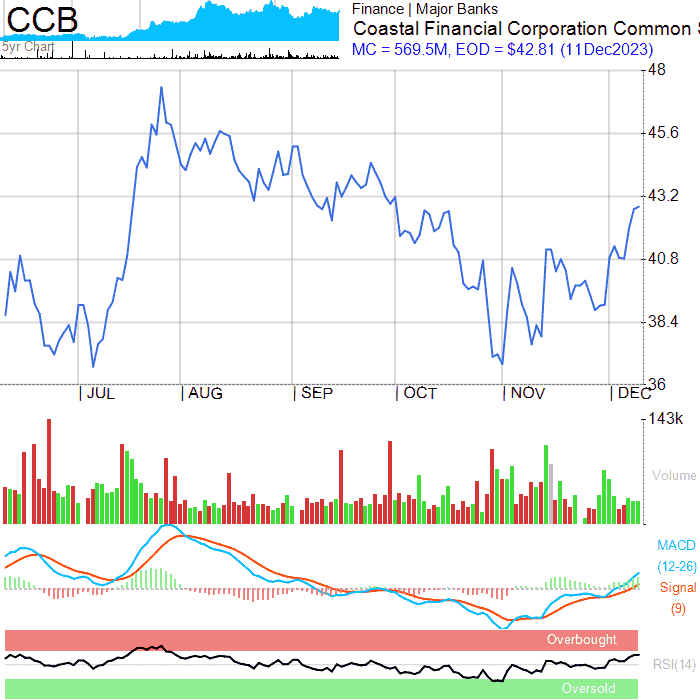 CCB
5yr Chart
Finance | Major Banks
Coastal Financial Corporation Common S
MC = 569.5M, EOD = $42.81 (11Dec2023)
48
45.6
43.2
40.8
38.4
36
JUL AUG SEP OCT NOV DEC
143k
Volume
MACD
(12-26)
Signal
(9)
Overbought
RSI(14)
Oversold